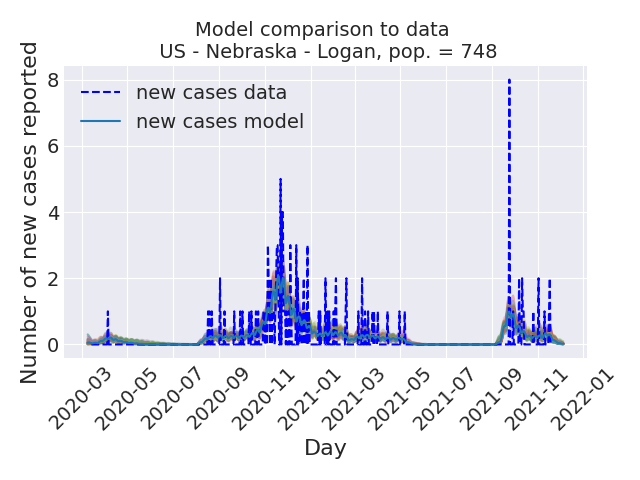 Model comparison to data
US - Nebraska - Logan, pop. = 748
Number of new cases reported
8
6
4
2
0
new cases data
new cases model
2020-03
2020-05
2020-07
2020-09
2020-11
2021-01
2021-03
2021-05
2021-07
2021-09
2021-11
2022-01
Day